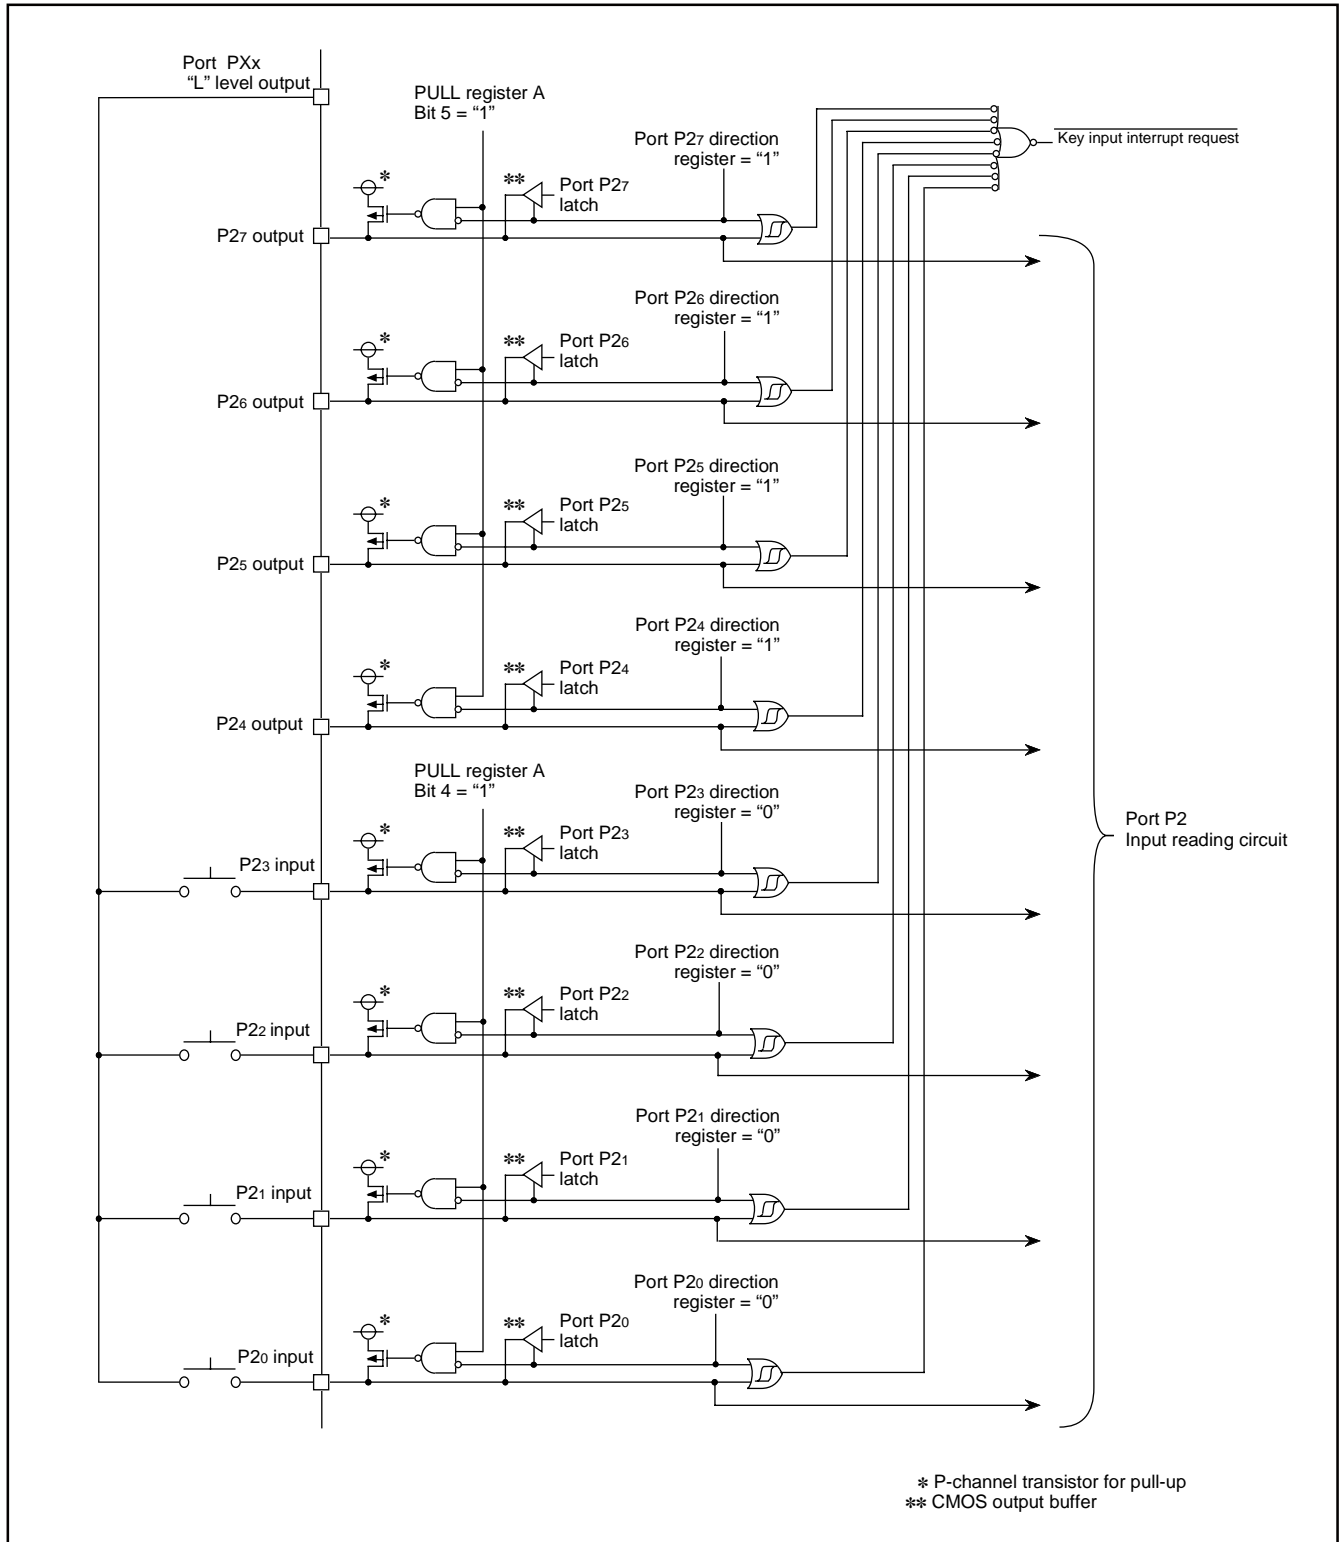 Port PXx
“L” level output
PULL register A
Bit 5 = “1”
Port P27 direction
register = “1”
Key input interrupt request
*
**
Port P27
latch
P27 output
Port P26 direction
register = “1”
*
**
Port P26
latch
P26 output
Port P25 direction
register = “1”
*
**
Port P25
latch
P25 output
Port P24 direction
register = “1”
*
**
Port P24
latch
P24 output
PULL register A
Bit 4 = “1”
Port P23 direction
register = “0”
*
**
Port P23
latch
P23 input
Port P2
Input reading circuit
Port P22 direction
register = “0”
*
**
Port P22
latch
P22 input
Port P21 direction
register = “0”
*
**
Port P21
latch
P21 input
Port P20 direction
register = “0”
*
**
Port P20
latch
P20 input
* P-channel transistor for pull-up
** CMOS output buffer